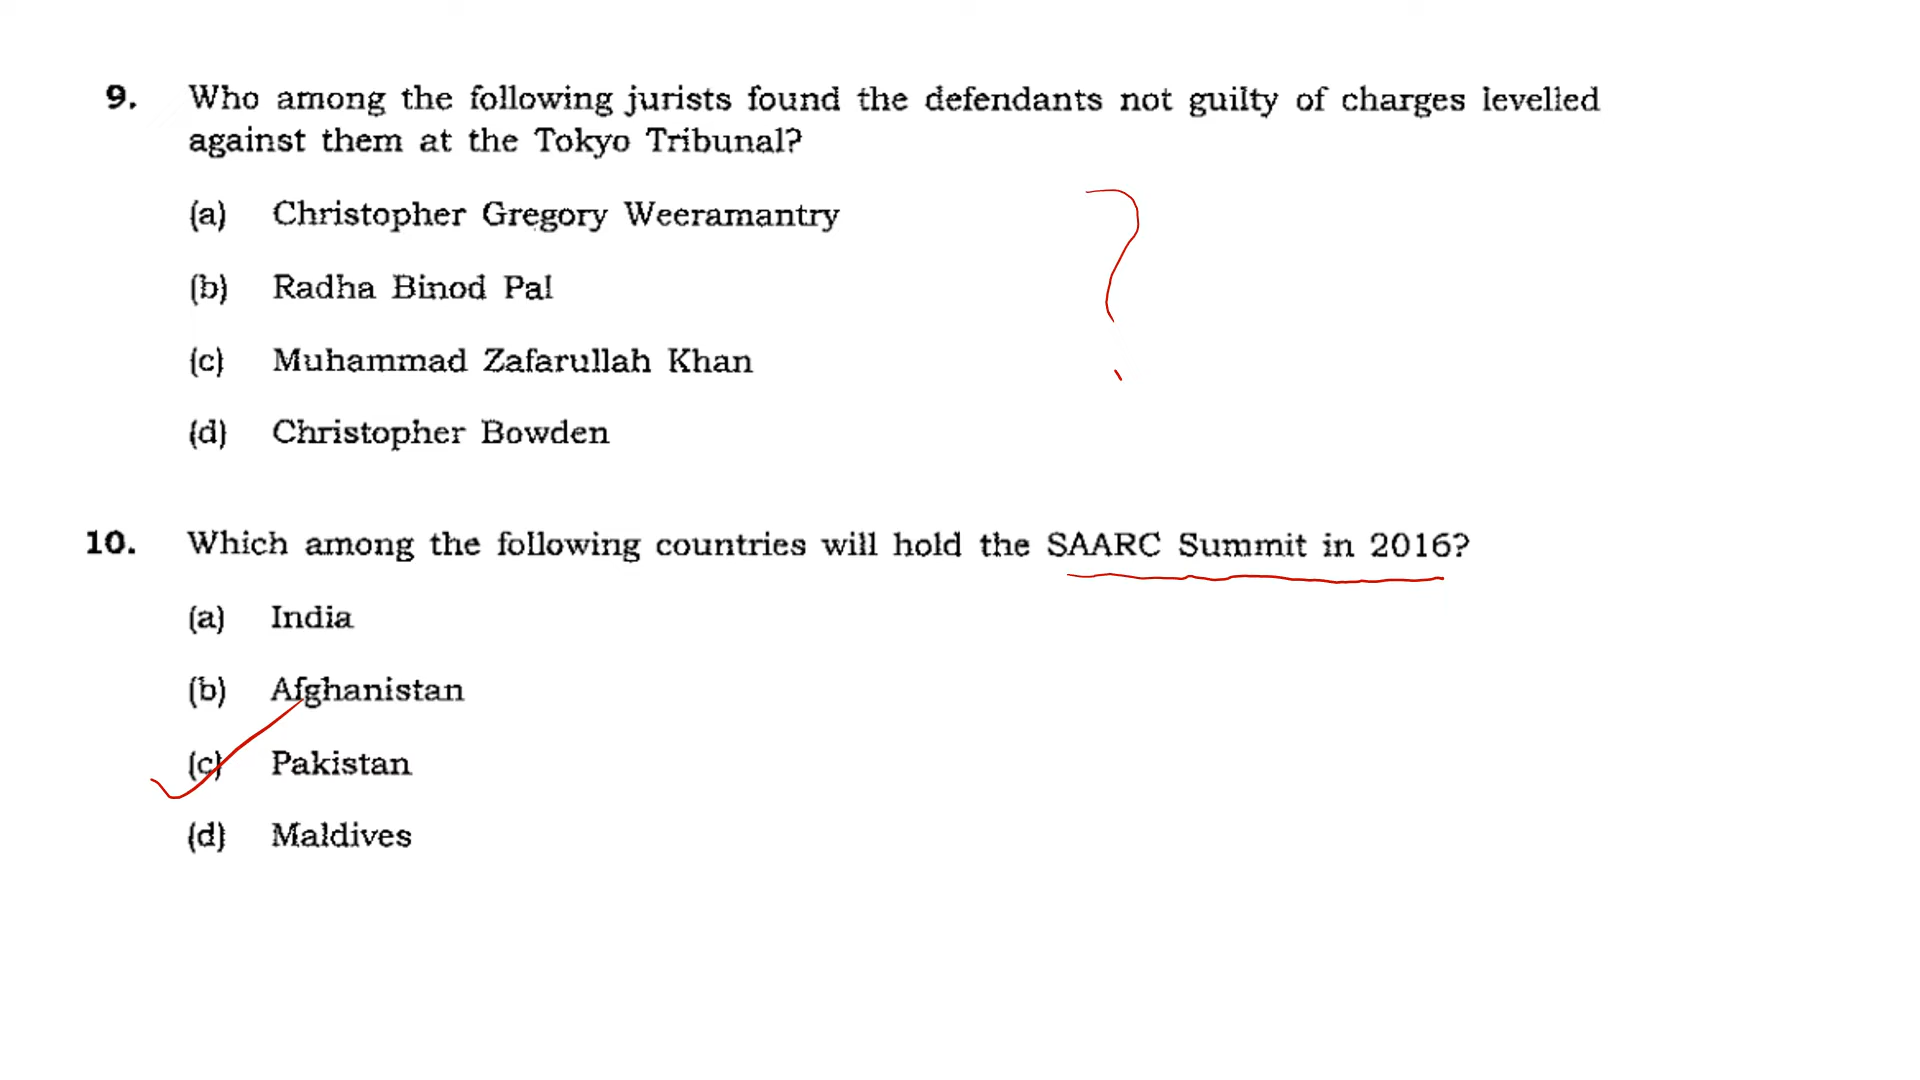 9. Who among the following jurists found the defendants not guilty of charges levelled
against them at the Tokyo Tribunal?
(a) Christopher Gregory Weeramantry
(b) Radha Binod Pal
(c) Muhammad Zafarullah Khan
(d) Christopher Bowden
?
10. Which among the following countries will hold the SAARC Summit in 2016?
(a) India
(b) Afghanistan
(c) Pakistan
(d) Maldives